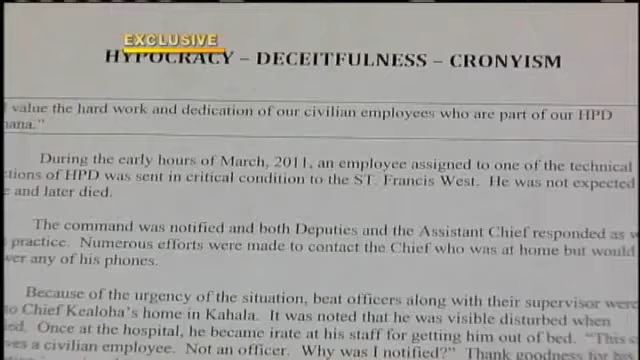 EXCLUSIVE
HYPOCRACY – DECEITFULNESS – CRONYISM
value the hard work and dedication of our civilian employees who are part of our HPD
During the early hours of March, 2011, an employee assigned to one of the technical
of HPD was sent in critical condition to the ST. Francis West. He was not expected
and later died.
The command was notified and both Deputies and the Assistant Chief responded as
practice. Numerous efforts were made to contact the Chief who was at home but would
any of his phones.
Because of the urgency of the situation, beat officers along with their supervisor were
Chief Kealoha's home in Kahala. It was noted that he was visible disturbed when
Once at the hospital, he became irate at his staff for getting him out of bed. "This
a civilian employee. Not an officer. Why was I notified?" Thank goodness